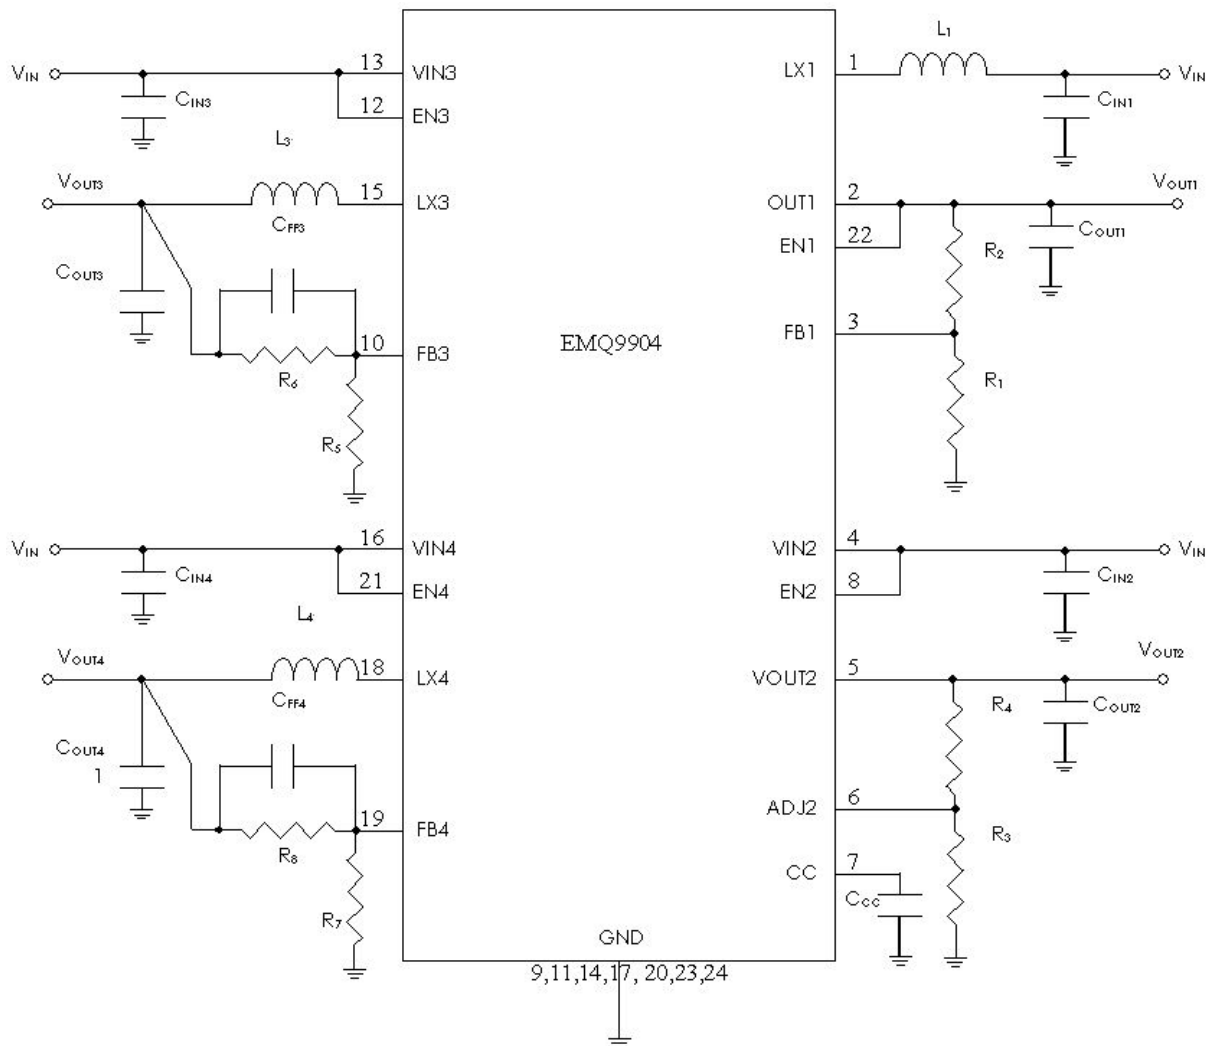 L1
VIN
13
VIN3
LX1
1
VIN
CIN3
12
EN3
CIN1
L3
VOUT3
15
LX3
OUT1
2
VOUT1
CFF3
EN1
22
R2
COUT1
COUT3
FB1
3
10
FB3
EMQ9904
R6
R1
R5
VIN
16
VIN4
VIN2
4
VIN
CIN4
21
EN4
EN2
8
CIN2
L4
VOUT4
18
LX4
VOUT2
5
VOUT2
CFF4
R4
COUT2
COUT4
1
ADJ2
6
19
FB4
R3
R8
CC
7
CCC
R7
GND
9,11,14,17, 20,23,24